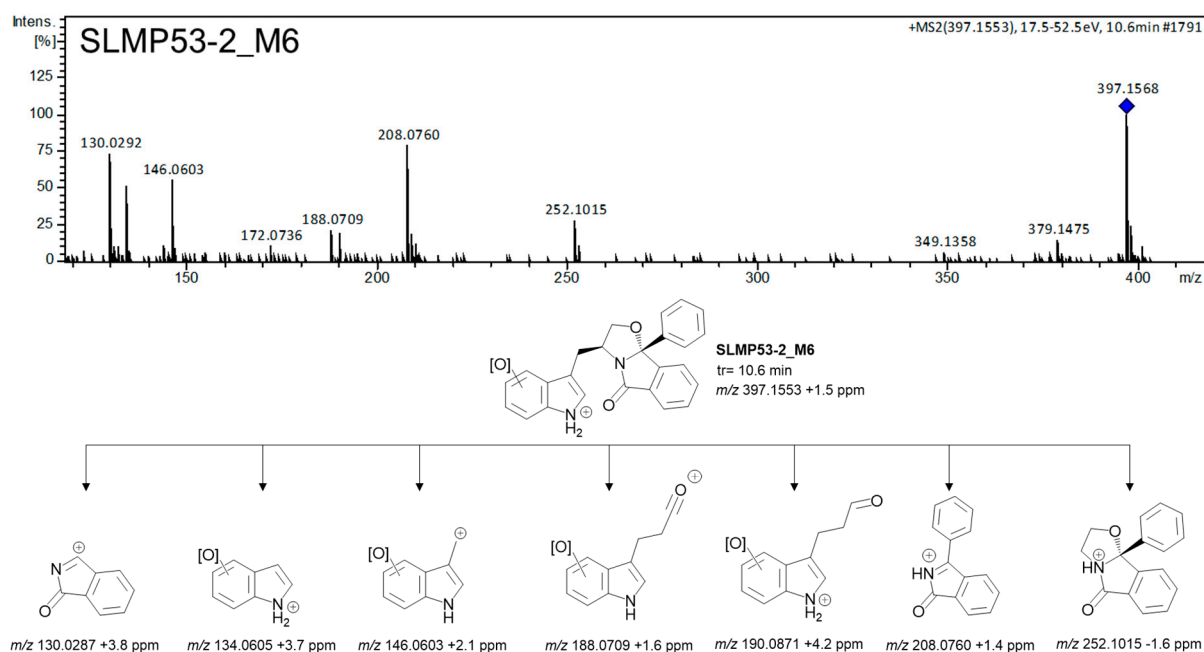 Intens.
[%]
SLMP53-2_M6
+MS2(397.1553), 17.5-52.5eV, 10.6min #1791
125
100
75
50
25
0
130.0292
146.0603
172.0736
188.0709
208.0760
252.1015
349.1358
379.1475
397.1568
150
200
250
300
350
400
m/z
[O]
O
N
O
N
H2
SLMP53-2_M6
tr= 10.6 min
m/z 397.1553 +1.5 ppm
N
O
[O]
N
H2
[O]
N
H
[O]
O
N
H
[O]
O
N
H2
HN
O
O
HN
O
m/z 130.0287 +3.8 ppm
m/z 134.0605 +3.7 ppm
m/z 146.0603 +2.1 ppm
m/z 188.0709 +1.6 ppm
m/z 190.0871 +4.2 ppm
m/z 208.0760 +1.4 ppm
m/z 252.1015 -1.6 ppm